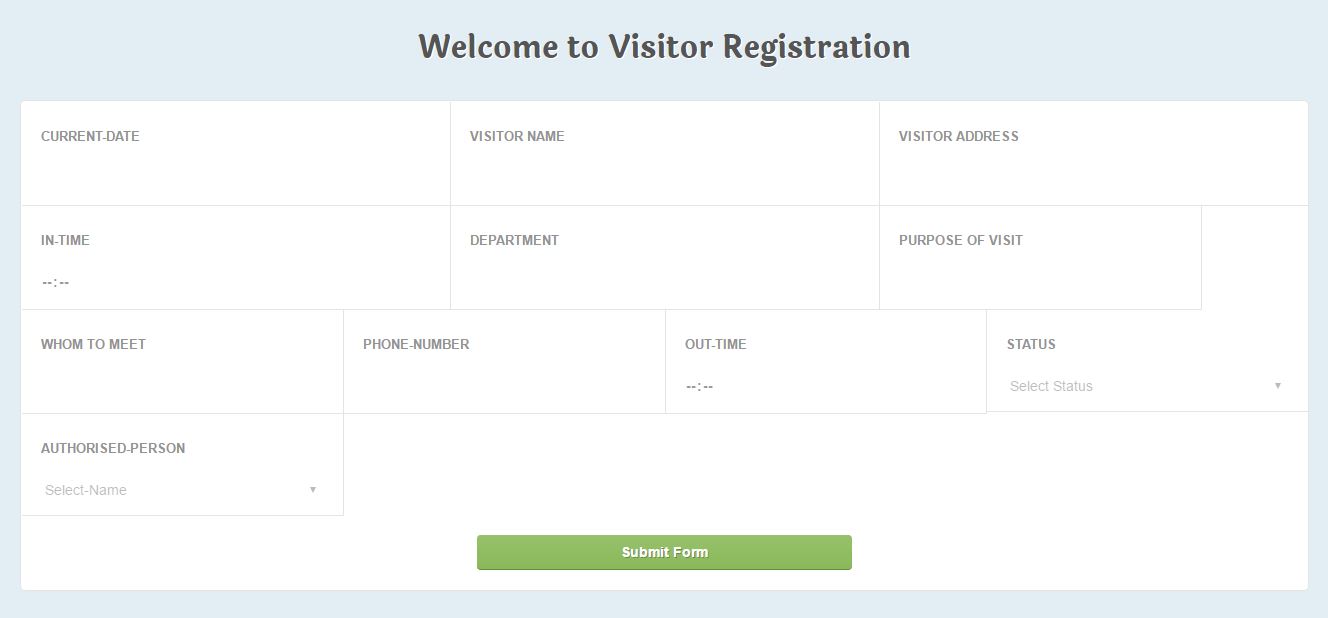 Welcome to Visitor Registration
CURRENT-DATE VISITOR NAME VISITOR ADDRESS
IN-TIME DEPARTMENT PURPOSE OF VISIT
--:--
WHOM TO MEET PHONE-NUMBER OUT-TIME STATUS
--:-- Select Status
AUTHORISED-PERSON
Select-Name
Submit Form